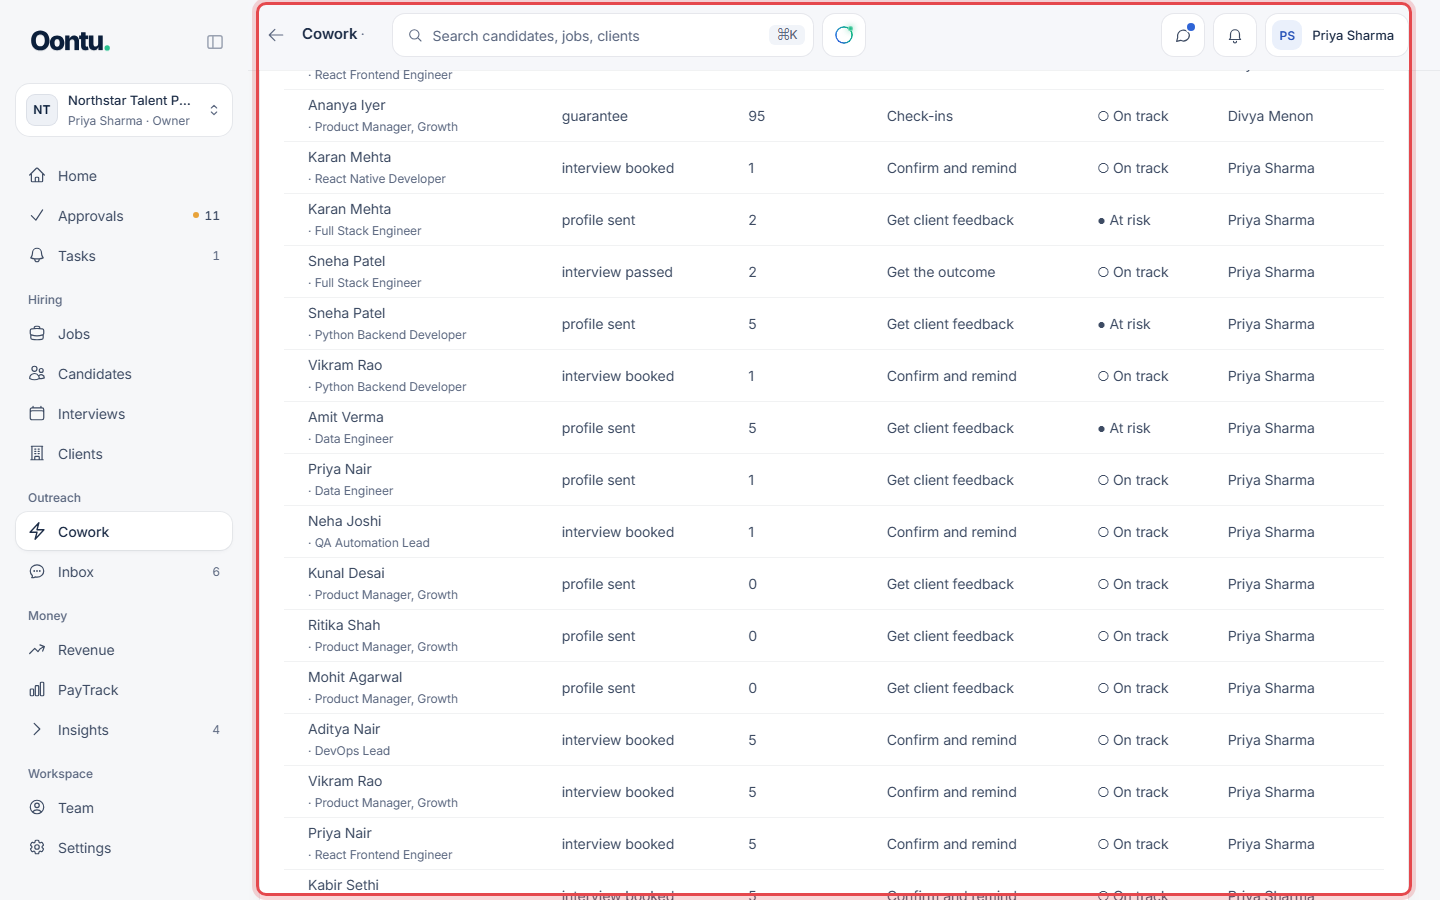 Oontu.
NT
Northstar Talent P...
Priya Sharma · Owner
Home
Approvals
11
Tasks
1
Hiring
Jobs
Candidates
Interviews
Clients
Outreach
Cowork
Inbox
6
Money
Revenue
PayTrack
Insights
4
Workspace
Team
Settings
Cowork ·
Search candidates, jobs, clients
⌘K
PS
Priya Sharma
· React Frontend Engineer
Ananya Iyer
· Product Manager, Growth
guarantee
95
Check-ins
On track
Divya Menon
Karan Mehta
· React Native Developer
interview booked
1
Confirm and remind
On track
Priya Sharma
Karan Mehta
· Full Stack Engineer
profile sent
2
Get client feedback
At risk
Priya Sharma
Sneha Patel
· Full Stack Engineer
interview passed
2
Get the outcome
On track
Priya Sharma
Sneha Patel
· Python Backend Developer
profile sent
5
Get client feedback
At risk
Priya Sharma
Vikram Rao
· Python Backend Developer
interview booked
1
Confirm and remind
On track
Priya Sharma
Amit Verma
· Data Engineer
profile sent
5
Get client feedback
At risk
Priya Sharma
Priya Nair
· Data Engineer
profile sent
1
Get client feedback
On track
Priya Sharma
Neha Joshi
· QA Automation Lead
interview booked
1
Confirm and remind
On track
Priya Sharma
Kunal Desai
· Product Manager, Growth
profile sent
0
Get client feedback
On track
Priya Sharma
Ritika Shah
· Product Manager, Growth
profile sent
0
Get client feedback
On track
Priya Sharma
Mohit Agarwal
· Product Manager, Growth
profile sent
0
Get client feedback
On track
Priya Sharma
Aditya Nair
· DevOps Lead
interview booked
5
Confirm and remind
On track
Priya Sharma
Vikram Rao
· Product Manager, Growth
interview booked
5
Confirm and remind
On track
Priya Sharma
Priya Nair
· React Frontend Engineer
interview booked
5
Confirm and remind
On track
Priya Sharma
Kabir Sethi
interview booked
5
Confirm and remind
On track
Priya Sharma